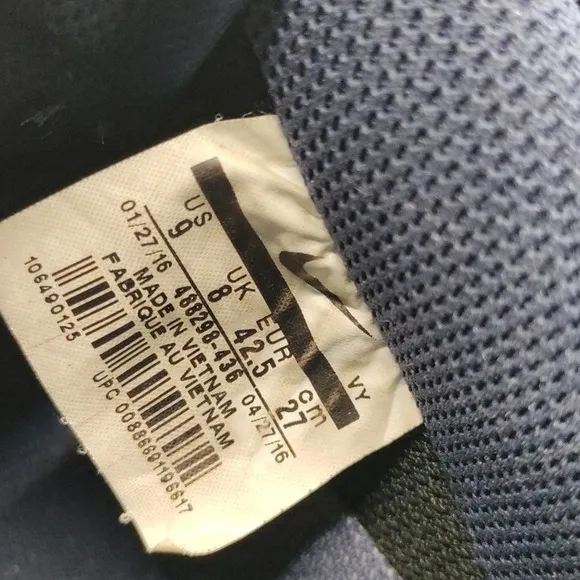 VY
US UK EUR cm
9 8 42.5 27
01/27/16 488298-436 04/27/16
MADE IN VIETNAM
FABRIQUE AU VIETNAM
106490125
UPC 00886691196617